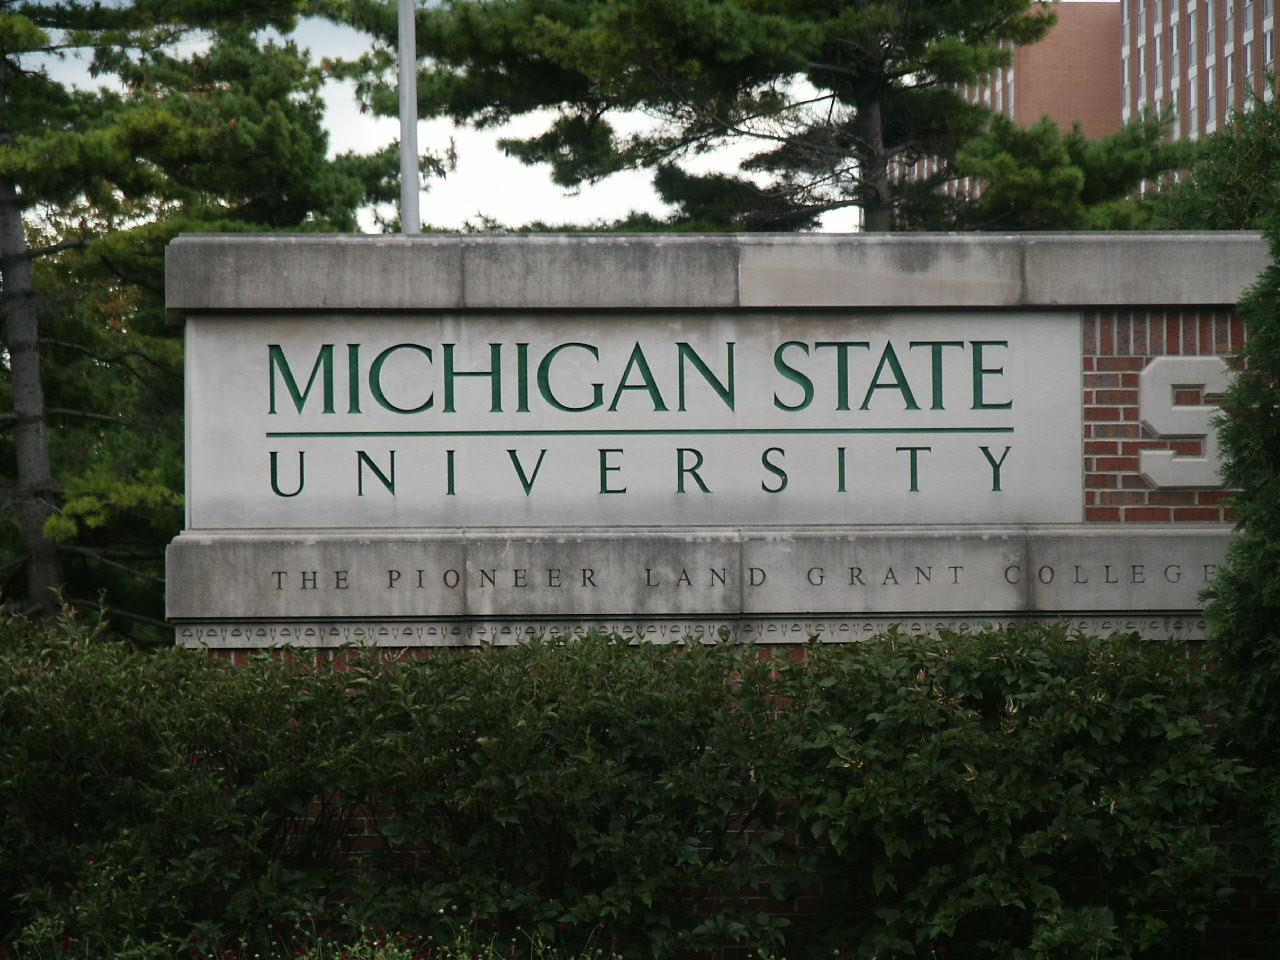 MICHIGAN STATE
UNIVERSITY
S
THE PIONEER LAND GRANT COLLEGE